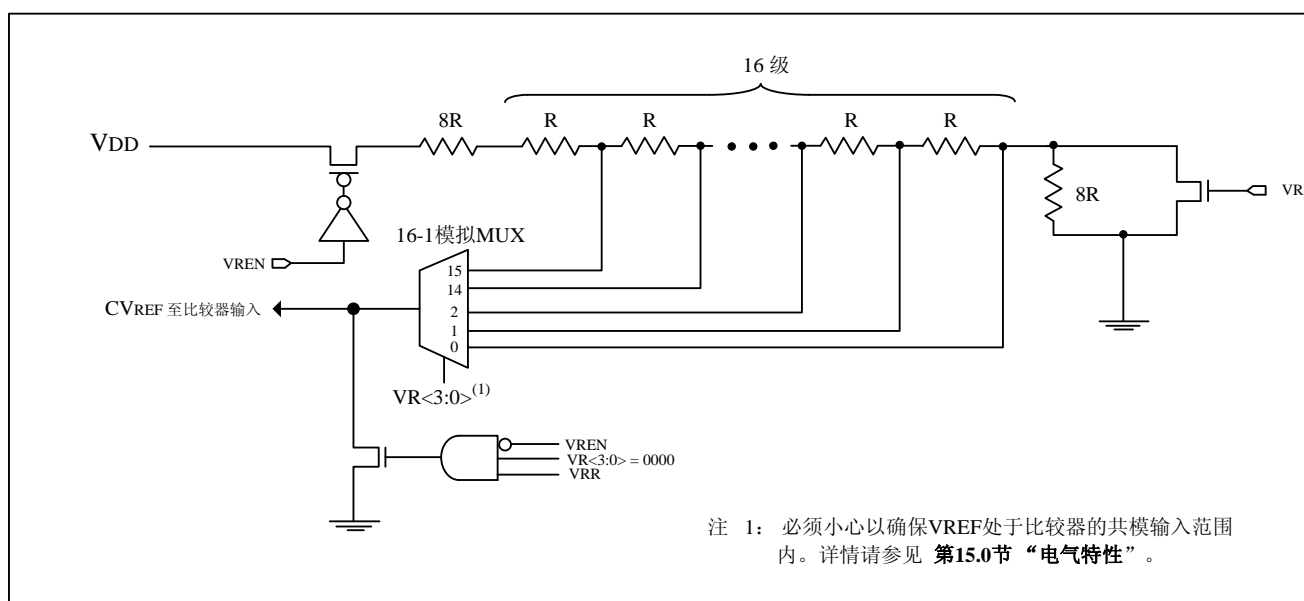 16 级
8R
R
R
R
R
VDD
8R
VR
VREN
16-1模拟MUX
15
14
2
1
0
CVREF 至比较器输入
VR<3:0>(1)
VREN
VR<3:0> = 0000
VRR
注 1: 必须小心以确保VREF处于比较器的共模输入范围
内。详情请参见 第15.0节 “电气特性”。